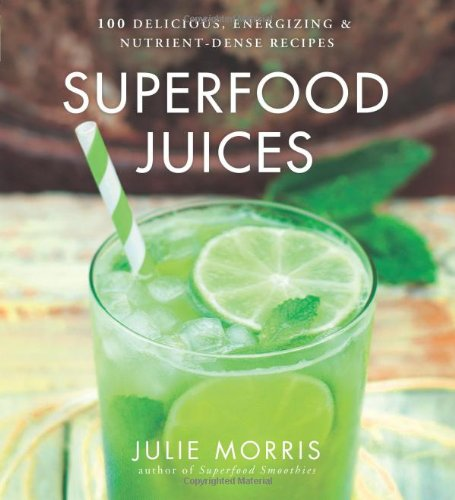 100 DELICIOUS, ENERGIZING &
NUTRIENT-DENSE RECIPES
SUPERFOOD
JUICES
JULIE MORRIS
author of Superfood Smoothies
Copyrighted Material